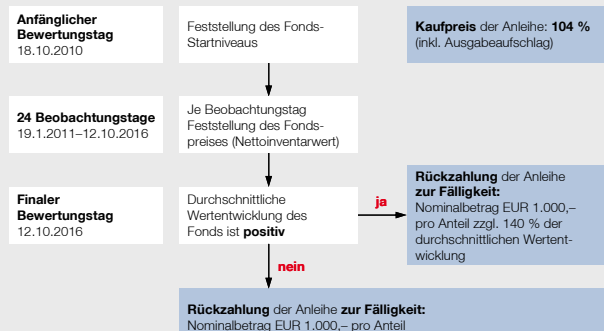 Anfänglicher
Bewertungstag
18.10.2010
Feststellung des Fonds-
Startniveaus
Kaufpreis der Anleihe: 104 %
(inkl. Ausgabeaufschlag)
24 Beobachtungstage
19.1.2011–12.10.2016
Je Beobachtungstag
Feststellung des Fonds-
preises (Nettoinventarwert)
Finaler
Bewertungstag
12.10.2016
Durchschnittliche
Wertentwicklung des
Fonds ist positiv
ja
Rückzahlung der Anleihe
zur Fälligkeit:
Nominalbetrag EUR 1.000,–
pro Anteil zzgl. 140 % der
durchschnittlichen Wertent-
wicklung
nein
Rückzahlung der Anleihe zur Fälligkeit:
Nominalbetrag EUR 1.000,– pro Anteil